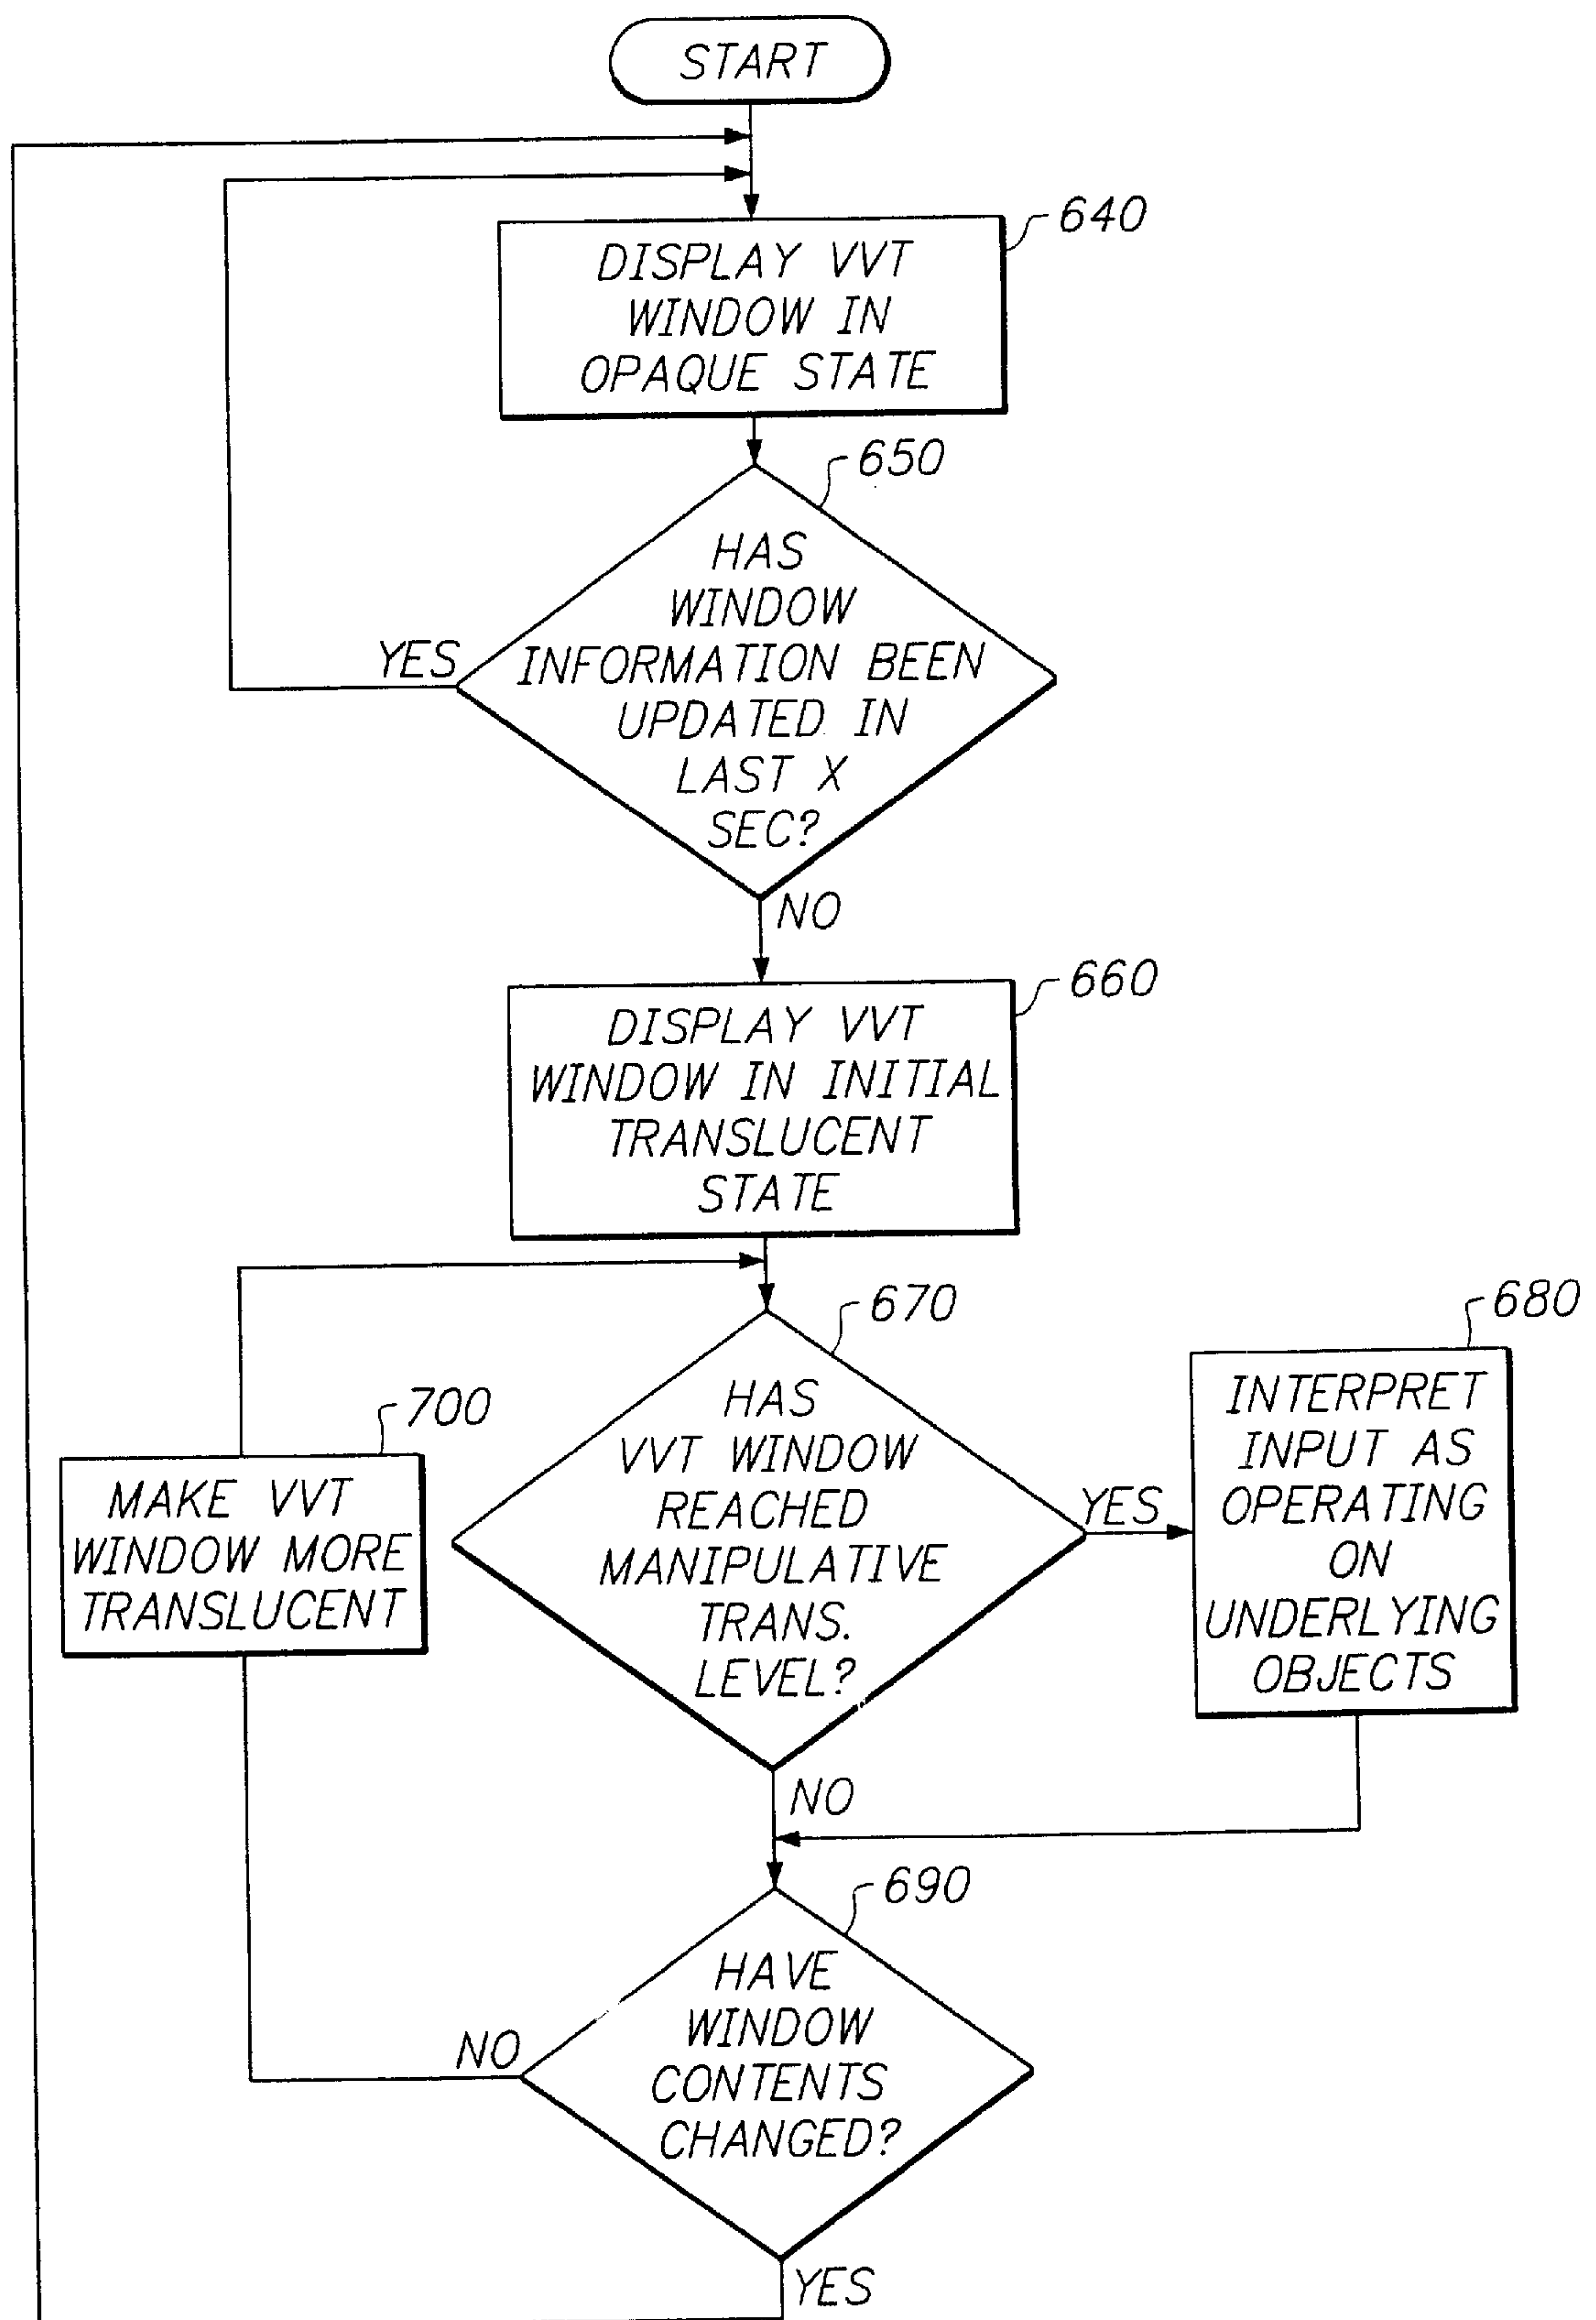 START
640
DISPLAY VVT
WINDOW IN
OPAQUE STATE
650
HAS
WINDOW
INFORMATION BEEN
UPDATED IN
LAST X
SEC?
YES
NO
660
DISPLAY VVT
WINDOW IN INITIAL
TRANSLUCENT
STATE
670
HAS
VVT WINDOW
REACHED
MANIPULATIVE
TRANS.
LEVEL?
YES
680
INTERPRET
INPUT AS
OPERATING
ON
UNDERLYING
OBJECTS
700
MAKE VVT
WINDOW MORE
TRANSLUCENT
NO
690
HAVE
WINDOW
CONTENTS
CHANGED?
NO
YES